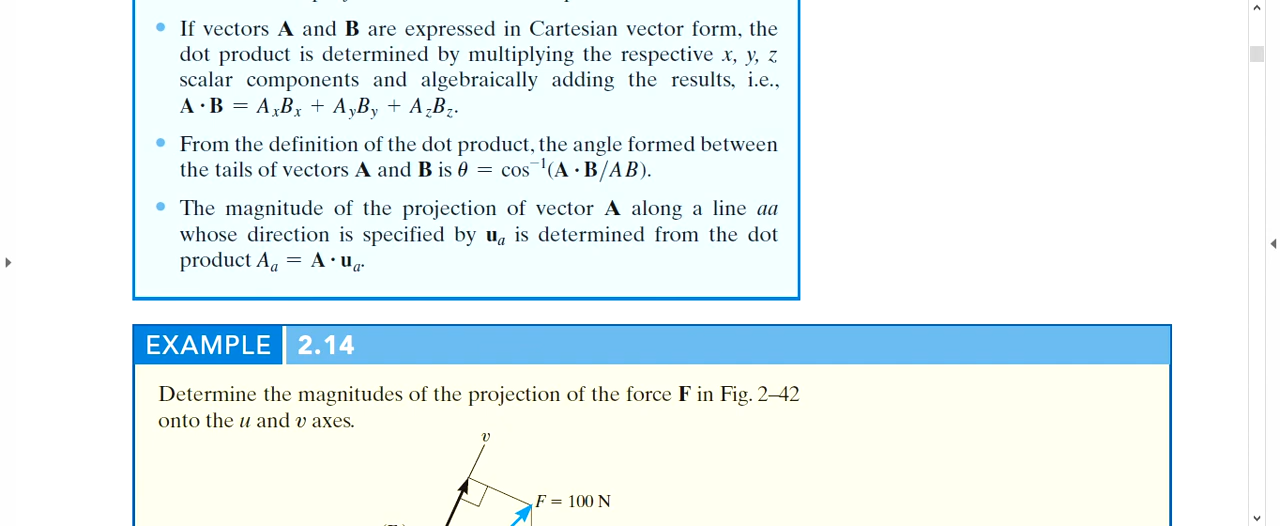 • If vectors A and B are expressed in Cartesian vector form, the
dot product is determined by multiplying the respective x, y, z
scalar components and algebraically adding the results, i.e.,
A · B = AₓBₓ + A_yB_y + A_zB_z.
• From the definition of the dot product, the angle formed between
the tails of vectors A and B is θ = cos⁻¹(A · B/AB).
• The magnitude of the projection of vector A along a line aa
whose direction is specified by uₐ is determined from the dot
product Aₐ = A · uₐ.
EXAMPLE 2.14
Determine the magnitudes of the projection of the force F in Fig. 2–42
onto the u and v axes.
v
F = 100 N